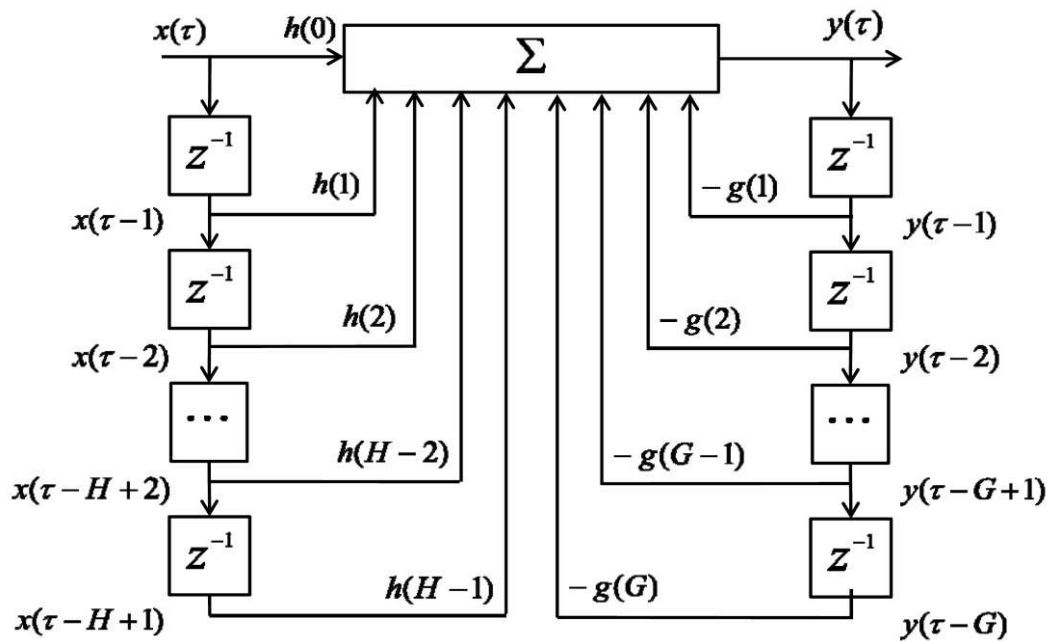 x(τ) h(0) Σ y(τ)
z⁻¹ z⁻¹
h(1) −g(1)
x(τ−1) y(τ−1)
z⁻¹ z⁻¹
h(2) −g(2)
x(τ−2) y(τ−2)
... ...
h(H−2) −g(G−1)
x(τ−H+2) y(τ−G+1)
z⁻¹ z⁻¹
h(H−1) −g(G)
x(τ−H+1) y(τ−G)